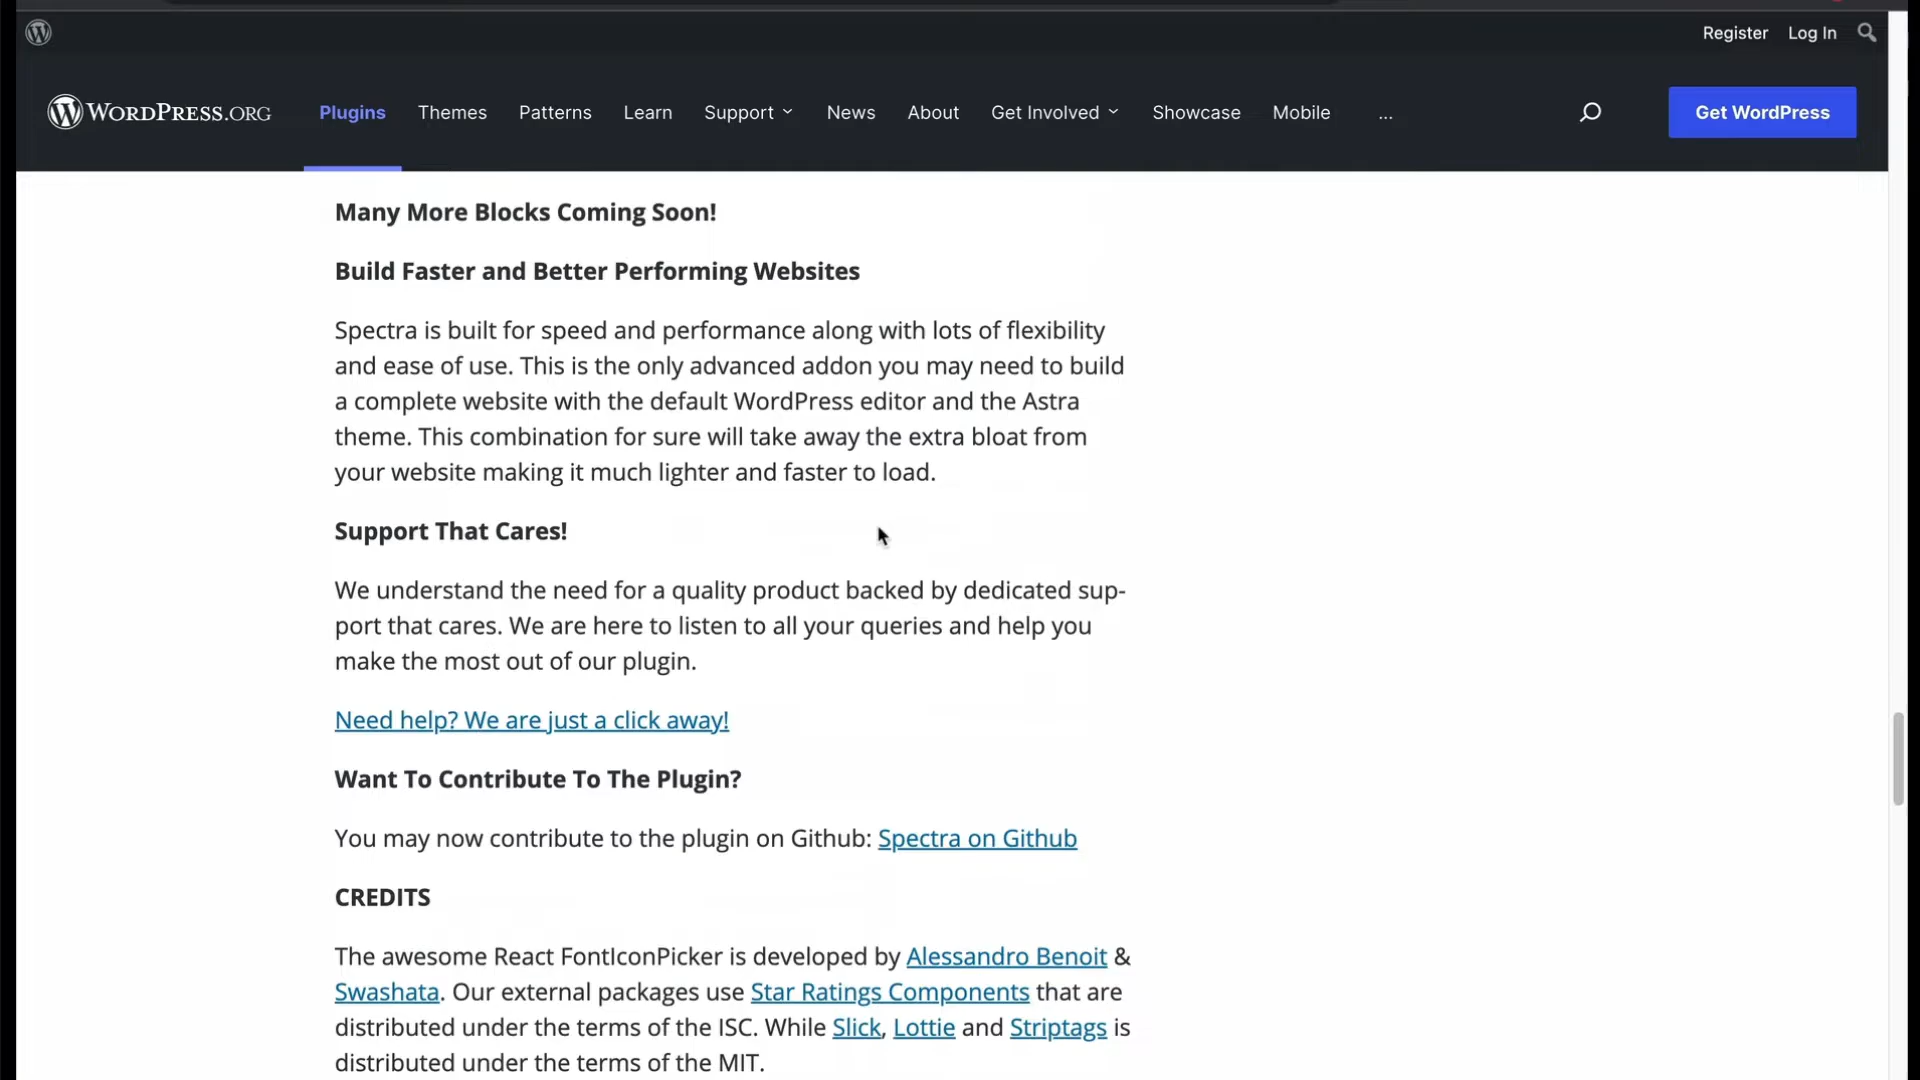 Register Log In
WORDPRESS.ORG Plugins Themes Patterns Learn Support News About Get Involved Showcase Mobile ... Get WordPress
Many More Blocks Coming Soon!
Build Faster and Better Performing Websites
Spectra is built for speed and performance along with lots of flexibility
and ease of use. This is the only advanced addon you may need to build
a complete website with the default WordPress editor and the Astra
theme. This combination for sure will take away the extra bloat from
your website making it much lighter and faster to load.
Support That Cares!
We understand the need for a quality product backed by dedicated sup-
port that cares. We are here to listen to all your queries and help you
make the most out of our plugin.
Need help? We are just a click away!
Want To Contribute To The Plugin?
You may now contribute to the plugin on Github: Spectra on Github
CREDITS
The awesome React FontIconPicker is developed by Alessandro Benoit &
Swashata. Our external packages use Star Ratings Components that are
distributed under the terms of the ISC. While Slick, Lottie and Striptags is
distributed under the terms of the MIT.